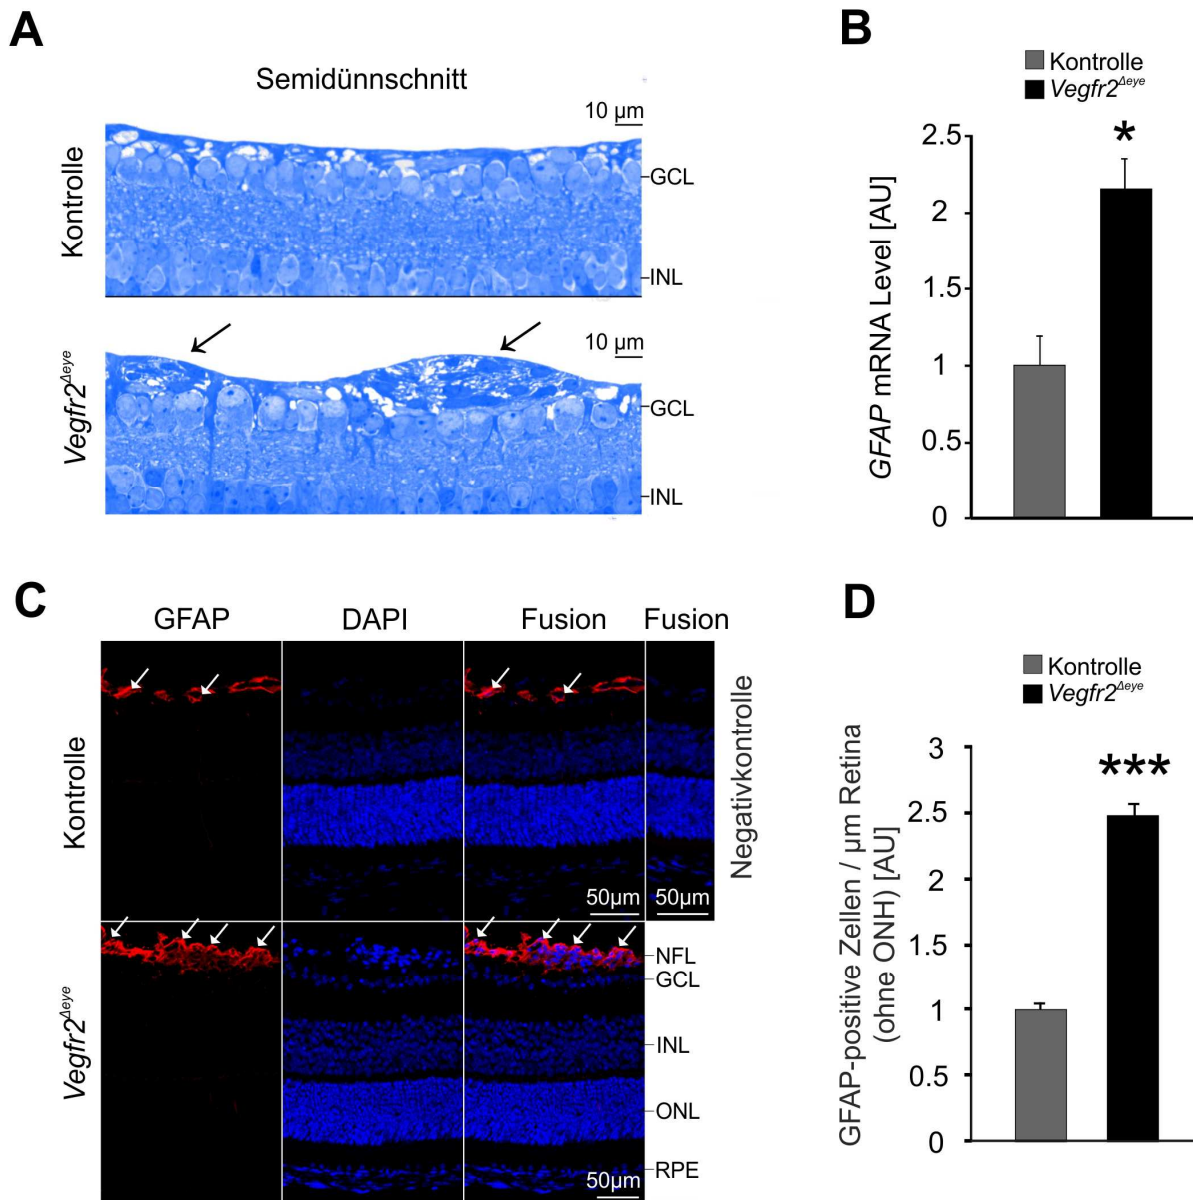 A
Semidünnschnitt
Kontrolle
10 µm
GCL
INL
Vegfr2Δeye
10 µm
GCL
INL
B
Kontrolle
Vegfr2Δeye
GFAP mRNA Level [AU]
2.5
*
2
1.5
1
0.5
0
C
GFAP DAPI Fusion Fusion
Kontrolle
Negativkontrolle
50µm 50µm
Vegfr2Δeye
NFL
GCL
INL
ONL
RPE
50µm
D
Kontrolle
Vegfr2Δeye
GFAP-positive Zellen / µm Retina
(ohne ONH) [AU]
3
***
2.5
2
1.5
1
0.5
0